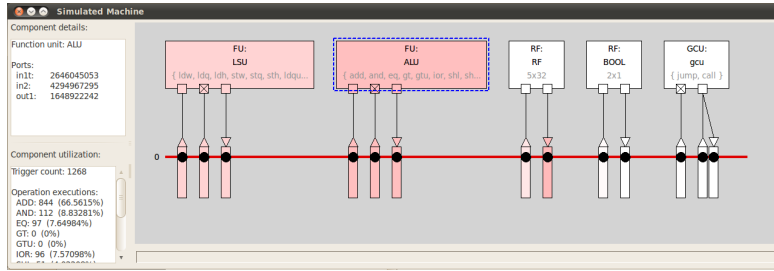 Simulated Machine
Component details:
Function unit: ALU
Ports:
in1t: 2646045053
in2: 4294967295
out1: 1648922242
Component utilization:
Trigger count: 1268
Operation executions:
ADD: 844 (66.5615%)
AND: 112 (8.83281%)
EQ: 97 (7.64984%)
GT: 0 (0%)
GTU: 0 (0%)
IOR: 96 (7.57098%)
FU:
LSU
{ ldw, ldq, ldh, stw, stq, sth, ldqu...
FU:
ALU
{ add, and, eq, gt, gtu, ior, shl, sh...
RF:
RF
5x32
RF:
BOOL
2x1
GCU:
gcu
{ jump, call }
0